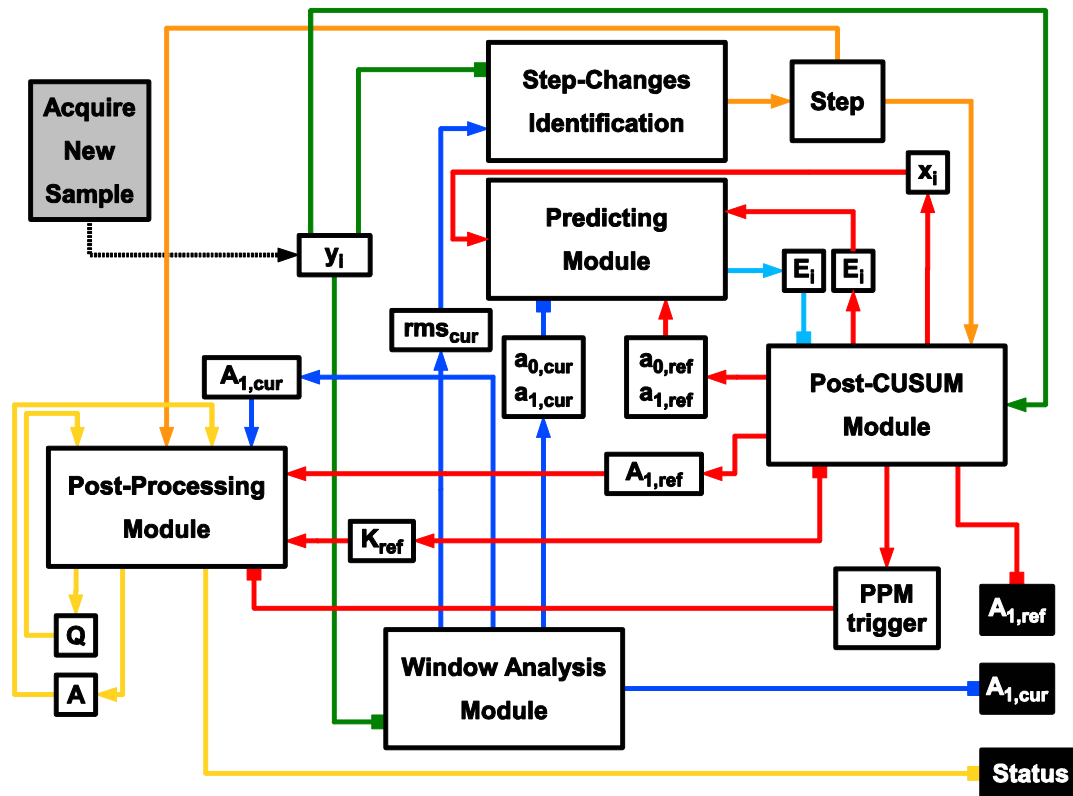 Acquire
New
Sample
Step-Changes
Identification
Step
xi
Predicting
Module
yi
Ei
Ei
rmscur
a0,cur
a1,cur
a0,ref
a1,ref
A1,cur
Post-CUSUM
Module
Post-Processing
Module
A1,ref
Kref
PPM
trigger
A1,ref
Q
A
Window Analysis
Module
A1,cur
Status